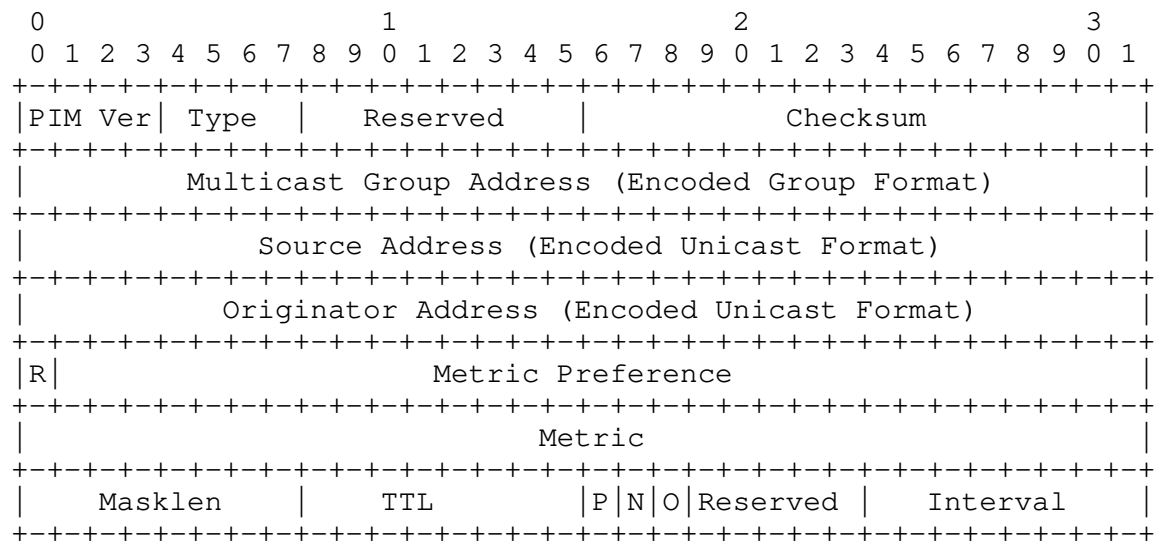 0                   1                   2                   3
 0 1 2 3 4 5 6 7 8 9 0 1 2 3 4 5 6 7 8 9 0 1 2 3 4 5 6 7 8 9 0 1
+-+-+-+-+-+-+-+-+-+-+-+-+-+-+-+-+-+-+-+-+-+-+-+-+-+-+-+-+-+-+-+-+
|PIM Ver| Type  |   Reserved    |           Checksum            |
+-+-+-+-+-+-+-+-+-+-+-+-+-+-+-+-+-+-+-+-+-+-+-+-+-+-+-+-+-+-+-+-+
|         Multicast Group Address (Encoded Group Format)        |
+-+-+-+-+-+-+-+-+-+-+-+-+-+-+-+-+-+-+-+-+-+-+-+-+-+-+-+-+-+-+-+-+
|             Source Address (Encoded Unicast Format)           |
+-+-+-+-+-+-+-+-+-+-+-+-+-+-+-+-+-+-+-+-+-+-+-+-+-+-+-+-+-+-+-+-+
|           Originator Address (Encoded Unicast Format)         |
+-+-+-+-+-+-+-+-+-+-+-+-+-+-+-+-+-+-+-+-+-+-+-+-+-+-+-+-+-+-+-+-+
|R|                     Metric Preference                       |
+-+-+-+-+-+-+-+-+-+-+-+-+-+-+-+-+-+-+-+-+-+-+-+-+-+-+-+-+-+-+-+-+
|                             Metric                            |
+-+-+-+-+-+-+-+-+-+-+-+-+-+-+-+-+-+-+-+-+-+-+-+-+-+-+-+-+-+-+-+-+
|    Masklen    |    TTL        |P|N|O|Reserved |   Interval    |
+-+-+-+-+-+-+-+-+-+-+-+-+-+-+-+-+-+-+-+-+-+-+-+-+-+-+-+-+-+-+-+-+